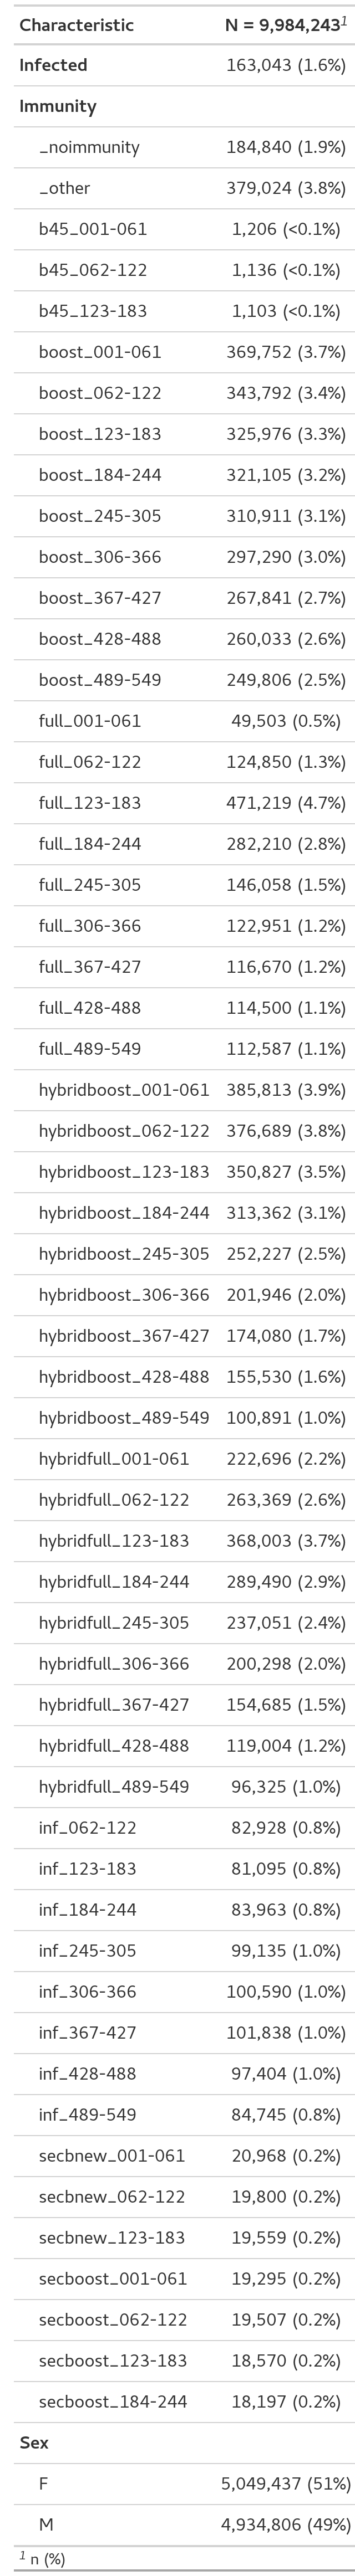 Characteristic N = 9,984,243¹
Infected 163,043 (1.6%)
Immunity
_noimmunity 184,840 (1.9%)
_other 379,024 (3.8%)
b45_001-061 1,206 (<0.1%)
b45_062-122 1,136 (<0.1%)
b45_123-183 1,103 (<0.1%)
boost_001-061 369,752 (3.7%)
boost_062-122 343,792 (3.4%)
boost_123-183 325,976 (3.3%)
boost_184-244 321,105 (3.2%)
boost_245-305 310,911 (3.1%)
boost_306-366 297,290 (3.0%)
boost_367-427 267,841 (2.7%)
boost_428-488 260,033 (2.6%)
boost_489-549 249,806 (2.5%)
full_001-061 49,503 (0.5%)
full_062-122 124,850 (1.3%)
full_123-183 471,219 (4.7%)
full_184-244 282,210 (2.8%)
full_245-305 146,058 (1.5%)
full_306-366 122,951 (1.2%)
full_367-427 116,670 (1.2%)
full_428-488 114,500 (1.1%)
full_489-549 112,587 (1.1%)
hybridboost_001-061 385,813 (3.9%)
hybridboost_062-122 376,689 (3.8%)
hybridboost_123-183 350,827 (3.5%)
hybridboost_184-244 313,362 (3.1%)
hybridboost_245-305 252,227 (2.5%)
hybridboost_306-366 201,946 (2.0%)
hybridboost_367-427 174,080 (1.7%)
hybridboost_428-488 155,530 (1.6%)
hybridboost_489-549 100,891 (1.0%)
hybridfull_001-061 222,696 (2.2%)
hybridfull_062-122 263,369 (2.6%)
hybridfull_123-183 368,003 (3.7%)
hybridfull_184-244 289,490 (2.9%)
hybridfull_245-305 237,051 (2.4%)
hybridfull_306-366 200,298 (2.0%)
hybridfull_367-427 154,685 (1.5%)
hybridfull_428-488 119,004 (1.2%)
hybridfull_489-549 96,325 (1.0%)
inf_062-122 82,928 (0.8%)
inf_123-183 81,095 (0.8%)
inf_184-244 83,963 (0.8%)
inf_245-305 99,135 (1.0%)
inf_306-366 100,590 (1.0%)
inf_367-427 101,838 (1.0%)
inf_428-488 97,404 (1.0%)
inf_489-549 84,745 (0.8%)
secbnew_001-061 20,968 (0.2%)
secbnew_062-122 19,800 (0.2%)
secbnew_123-183 19,559 (0.2%)
secboost_001-061 19,295 (0.2%)
secboost_062-122 19,507 (0.2%)
secboost_123-183 18,570 (0.2%)
secboost_184-244 18,197 (0.2%)
Sex
F 5,049,437 (51%)
M 4,934,806 (49%)
¹ n (%)